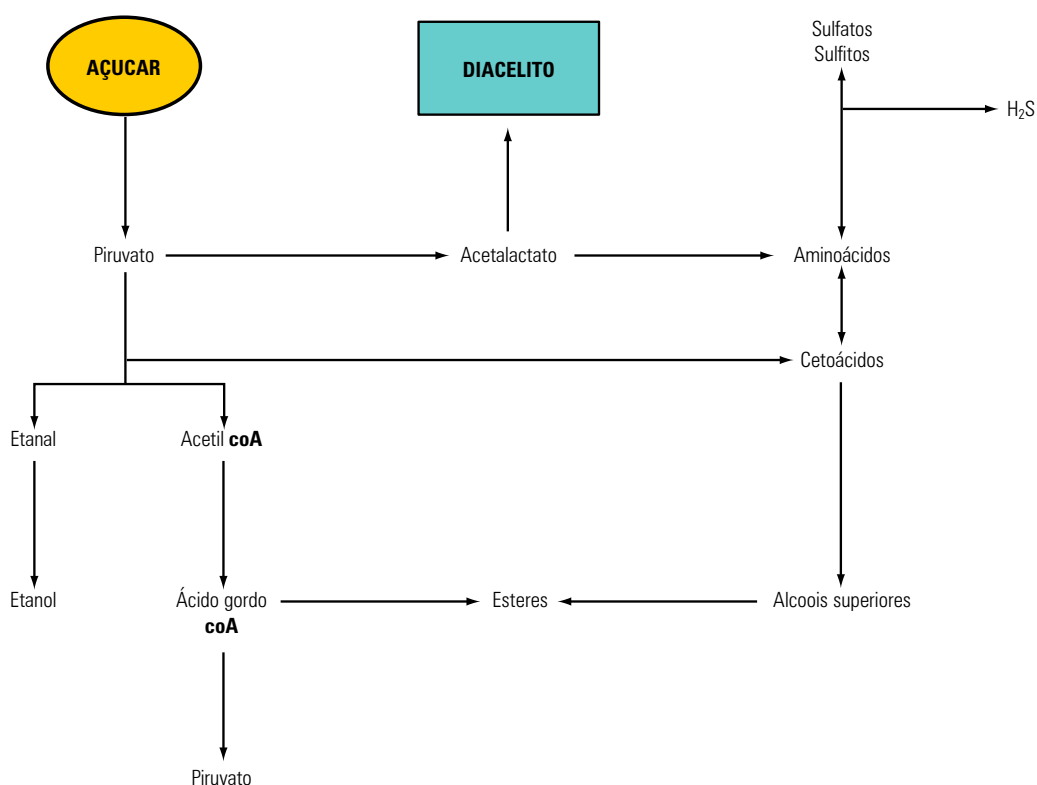 Sulfatos
Sulfitos
AÇUCAR
DIACELITO
H₂S
Piruvato
Acetalactato
Aminoácidos
Cetoácidos
Etanal
Acetil coA
Etanol
Ácido gordo
coA
Esteres
Alcoois superiores
Piruvato